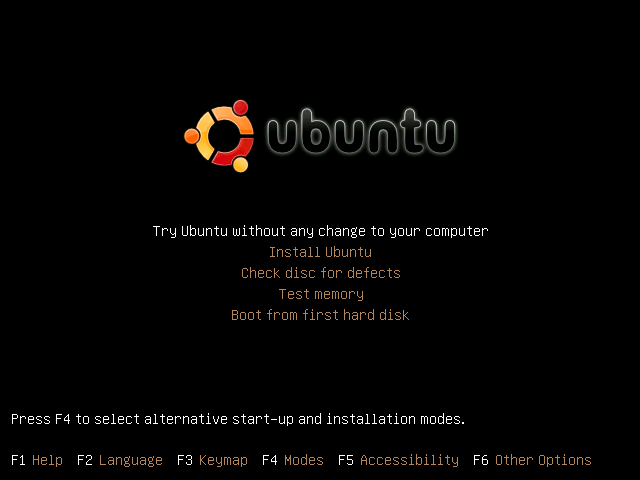 ubuntu
Try Ubuntu without any change to your computer
Install Ubuntu
Check disc for defects
Test memory
Boot from first hard disk
Press F4 to select alternative start-up and installation modes.
F1 Help F2 Language F3 Keymap F4 Modes F5 Accessibility F6 Other Options